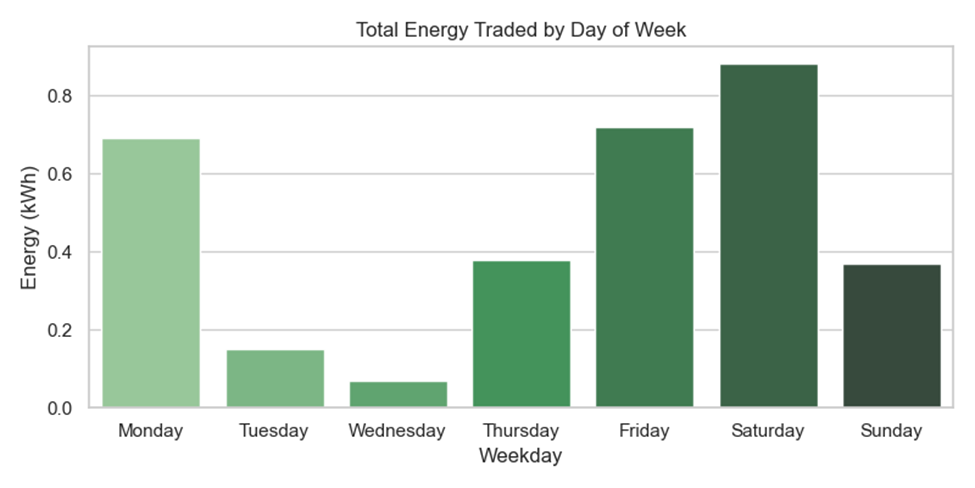 Total Energy Traded by Day of Week
Energy (kWh)
0.8
0.6
0.4
0.2
0.0
Monday Tuesday Wednesday Thursday Friday Saturday Sunday
Weekday